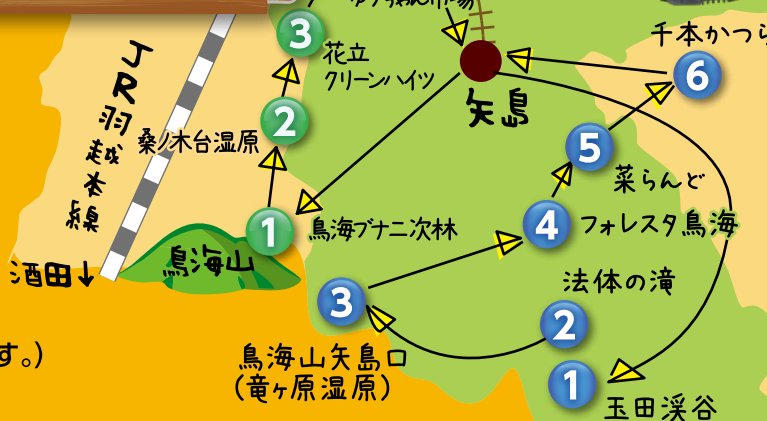 3
花立
クリーンハイツ
千本かつら
6
JR羽越本線
矢島
2
桑ノ木台湿原
5
菜らんど
1
鳥海ブナ二次林
4
フォレスタ鳥海
鳥海山
酒田↓
法体の滝
3
2
す。)
鳥海山矢島口
(竜ヶ原湿原)
1
玉田渓谷